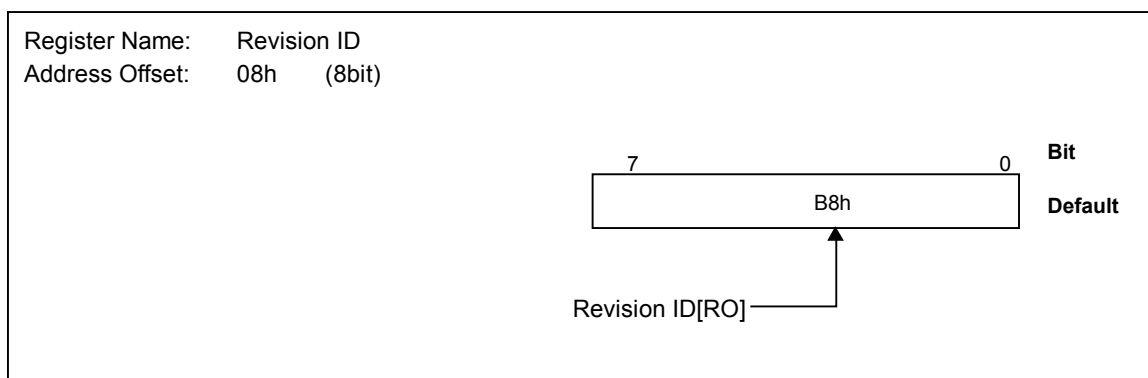 Register Name: Revision ID
Address Offset: 08h (8bit)
7 0 Bit
B8h Default
Revision ID[RO]